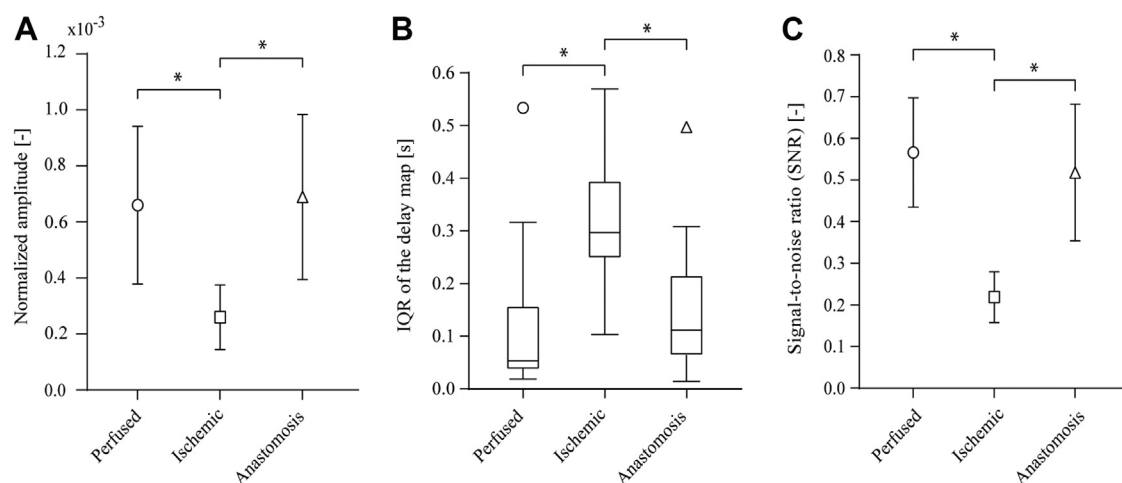 A
x10-3
Normalized amplitude [-]
1.2
1.0
0.8
0.6
0.4
0.2
0.0
*
*
Perfused
Ischemic
Anastomosis
B
IQR of the delay map [s]
0.6
0.5
0.4
0.3
0.2
0.1
0.0
*
*
Perfused
Ischemic
Anastomosis
C
Signal-to-noise ratio (SNR) [-]
0.8
0.7
0.6
0.5
0.4
0.3
0.2
0.1
0.0
*
*
Perfused
Ischemic
Anastomosis